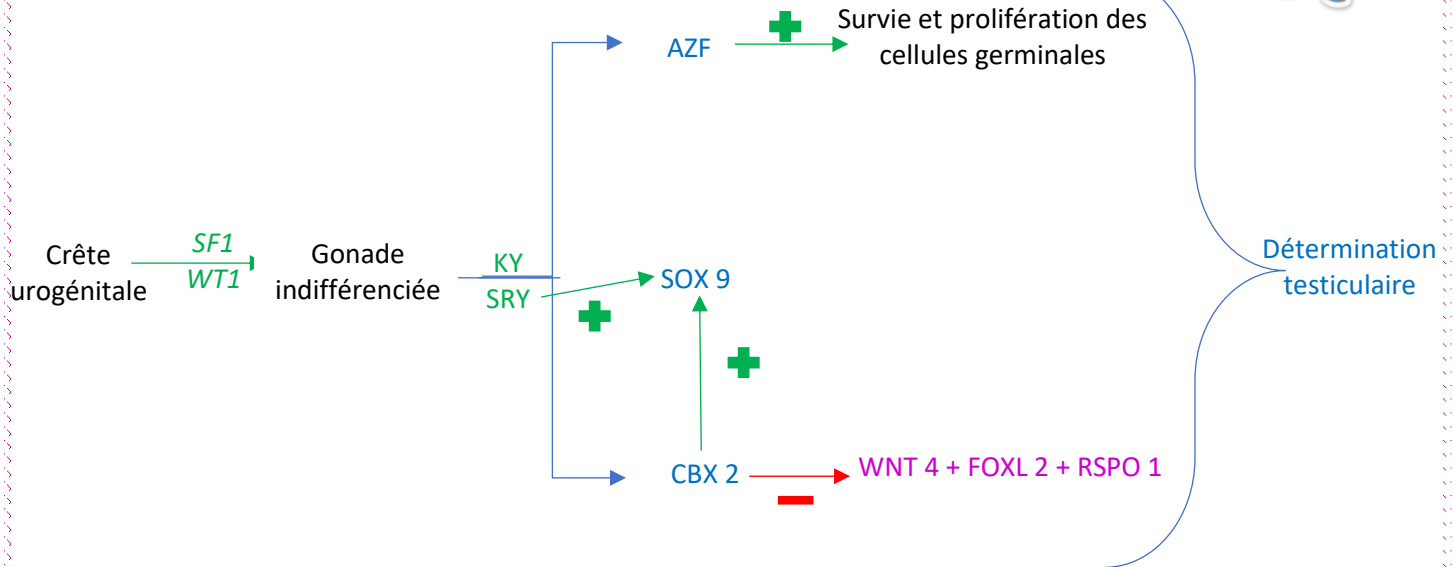 AZF
Survie et prolifération des
cellules germinales
Crête
urogénitale
SF1
WT1
Gonade
indifférenciée
KY
SRY
SOX 9
CBX 2
WNT 4 + FOXL 2 + RSPO 1
Détermination
testiculaire